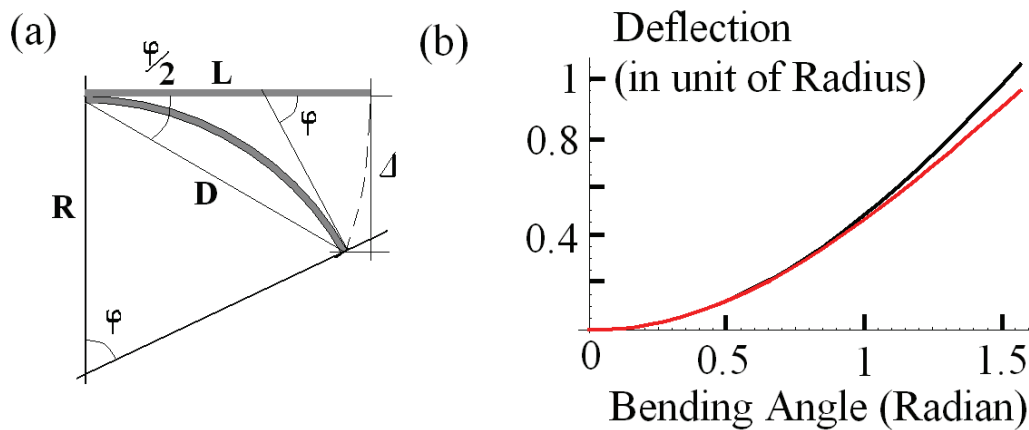 (a)
φ/2
L
φ
D
Δ
R
φ
(b)
Deflection
(in unit of Radius)
1
0.8
0.4
0
0.5
1
1.5
Bending Angle (Radian)